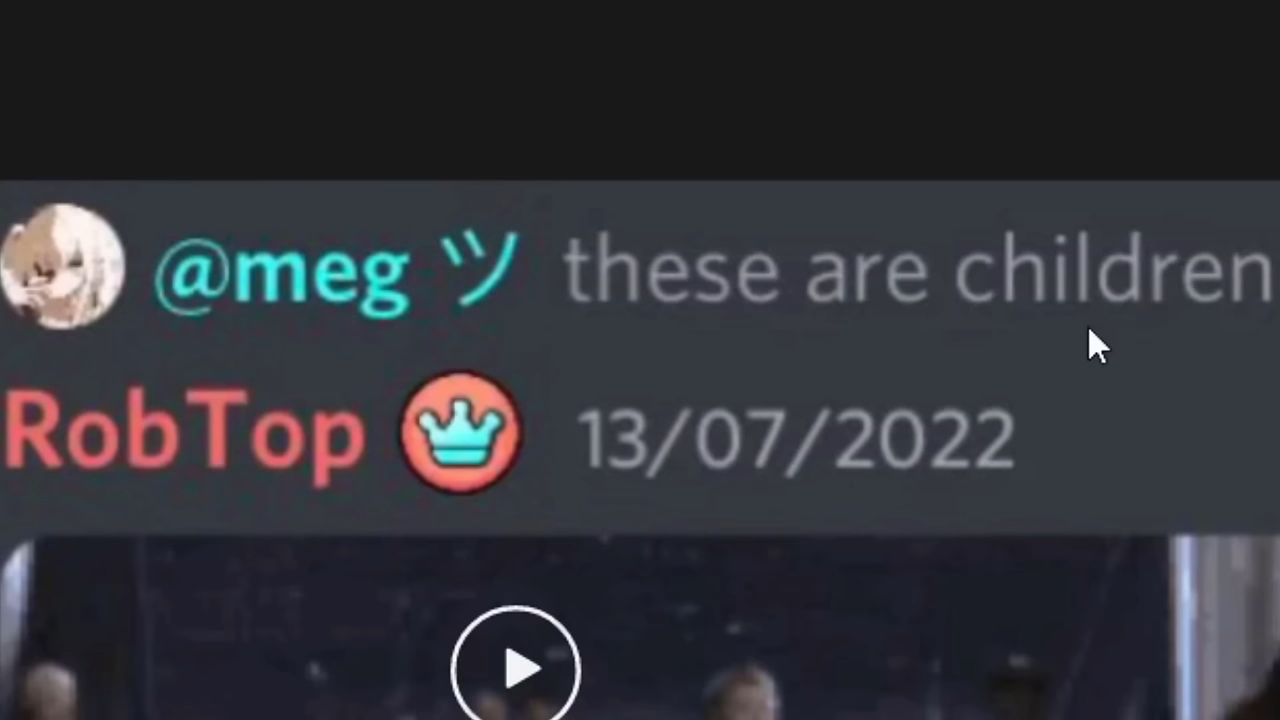 @meg ツ these are children
RobTop 13/07/2022